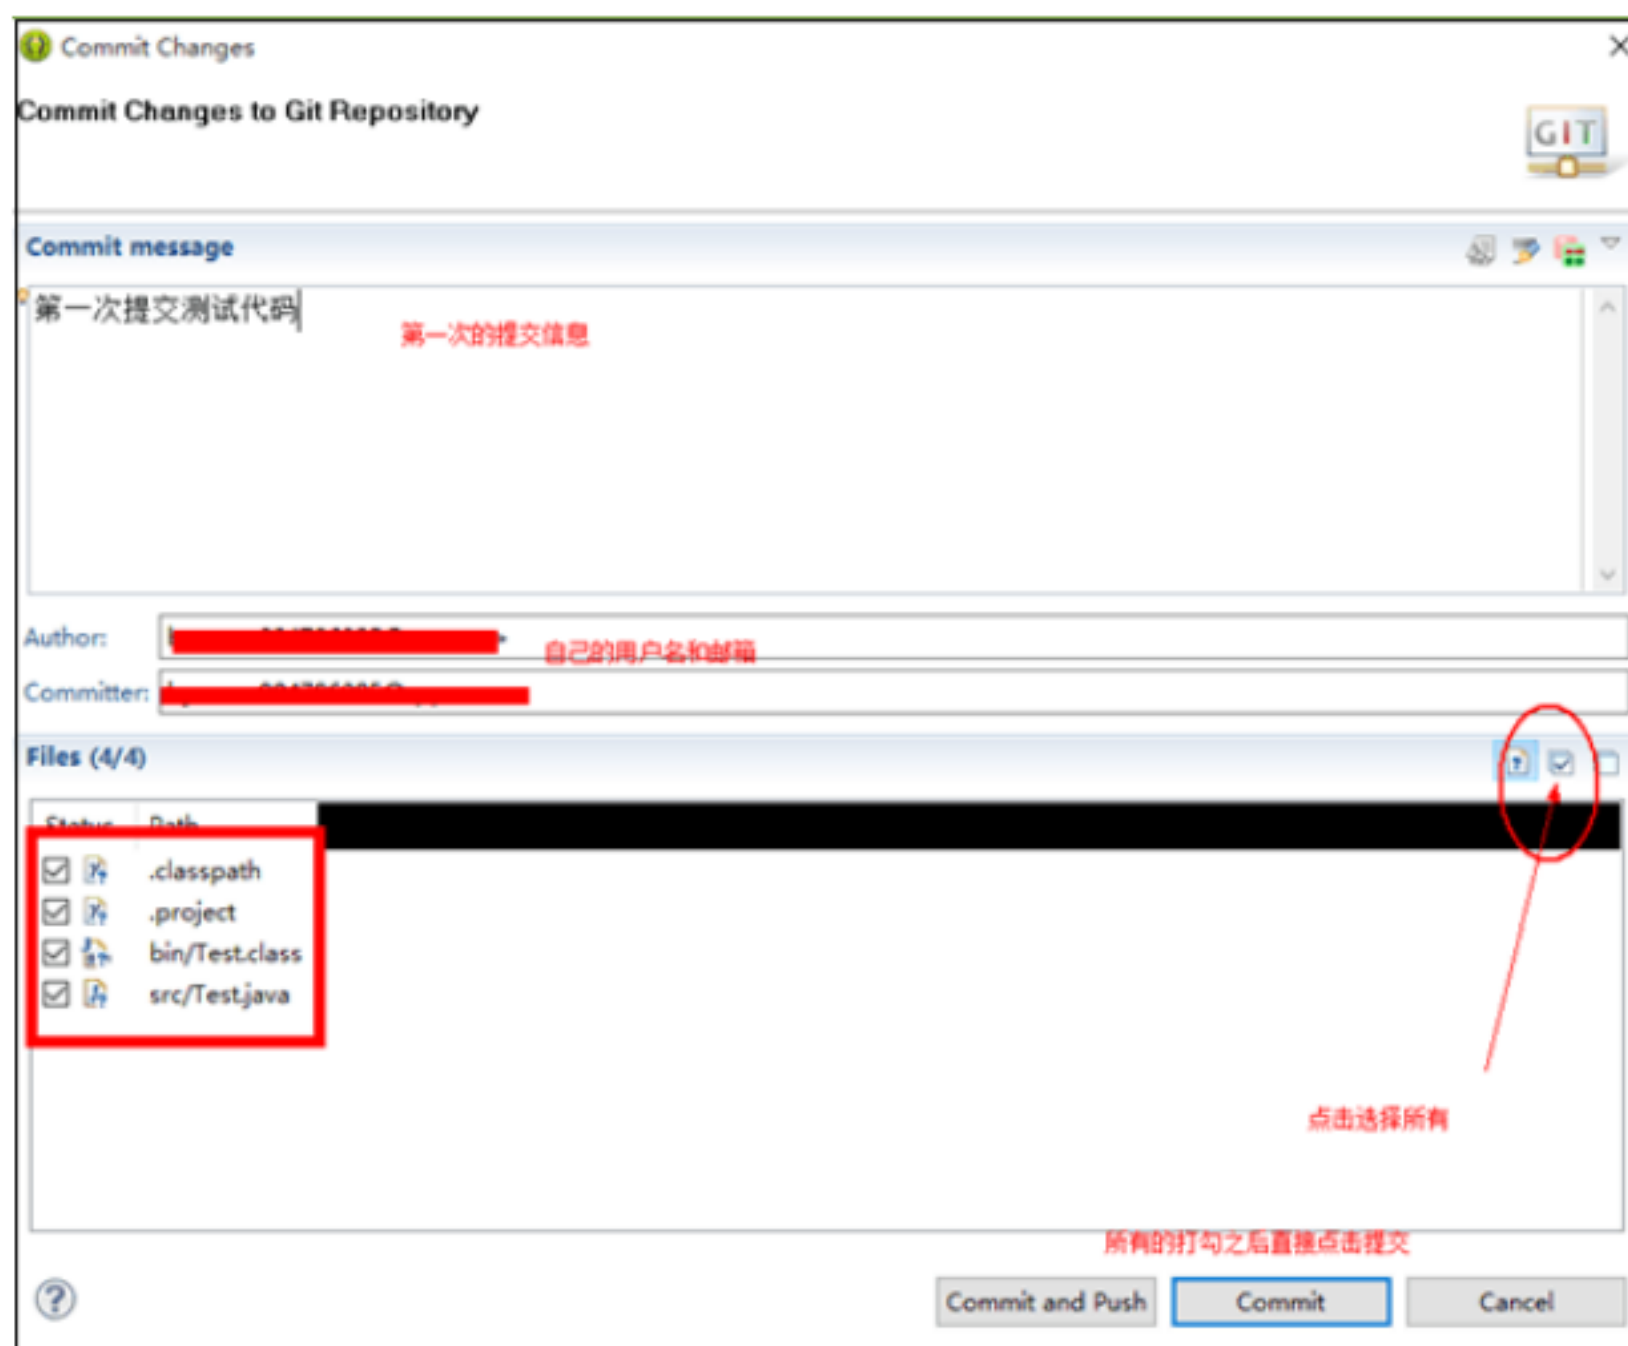 Commit Changes
Commit Changes to Git Repository
GIT
Commit message
第一次提交测试代码
第一次的提交信息
Author:
自己的用户名和邮箱
Committer:
Files (4/4)
Status Path
.classpath
.project
bin/Test.class
src/Test.java
点击选择所有
所有的打勾之后直接点击提交
Commit and Push Commit Cancel